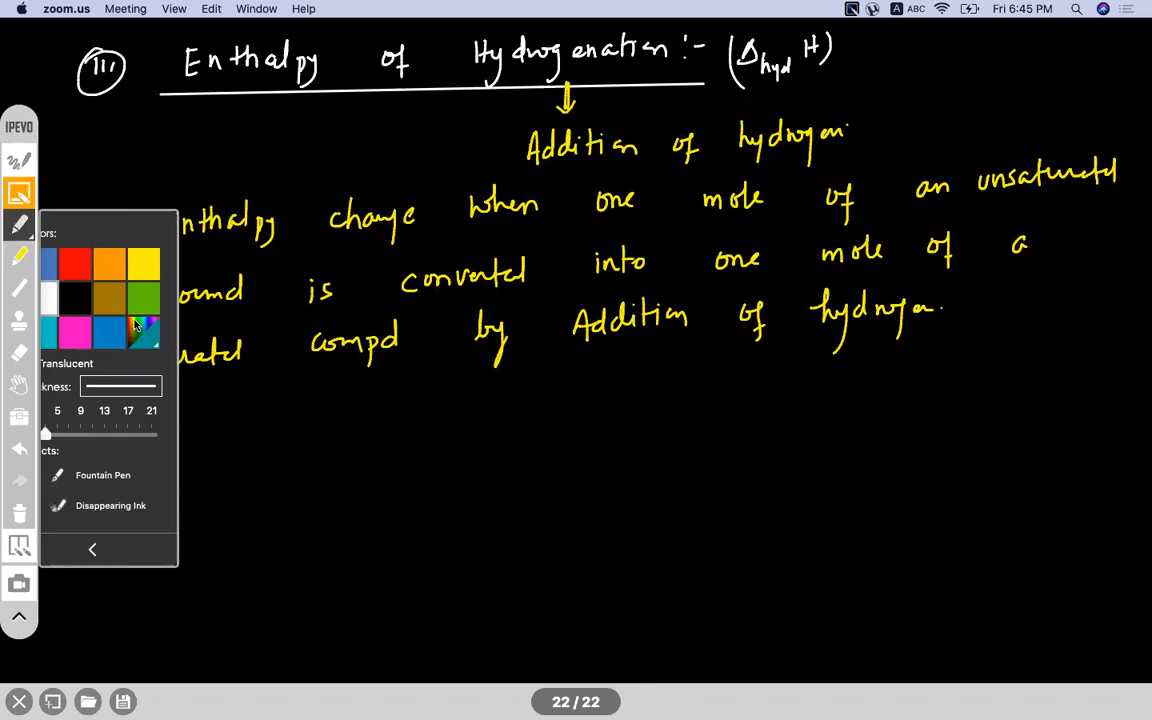 zoom.us Meeting View Edit Window Help
A ABC Fri 6:45 PM
III Enthalpy of Hydrogenation :- (ΔhydH)
Addition of hydrogen
nthalpy change when one mole of an unsaturated
ound is converted into one mole of a
rated compd by Addition of hydrogen.
IPEVO
ors:
Translucent
kness:
5 9 13 17 21
cts:
Fountain Pen
Disappearing Ink
22 / 22